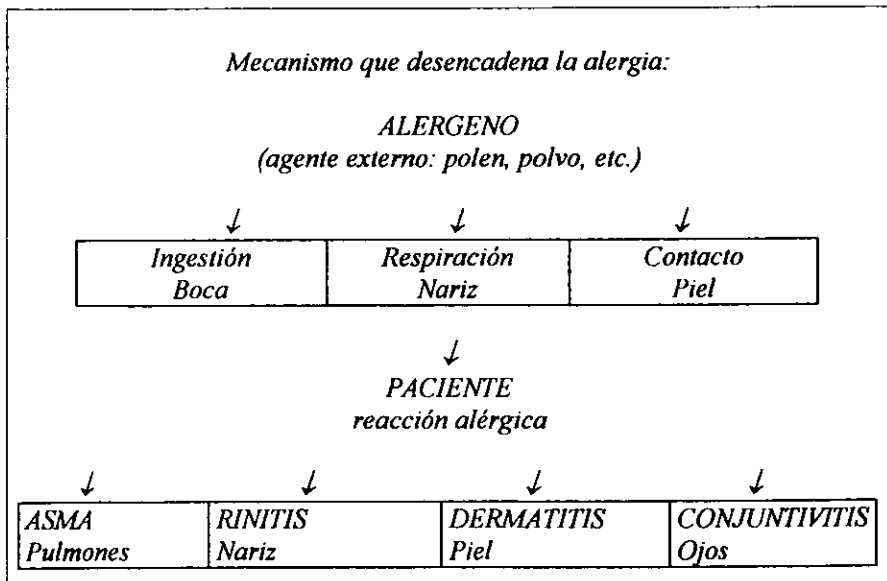 Mecanismo que desencadena la alergia:
ALERGENO
(agente externo: polen, polvo, etc.)
Ingestión Respiración Contacto
Boca Nariz Piel
PACIENTE
reacción alérgica
ASMA RINITIS DERMATITIS CONJUNTIVITIS
Pulmones Nariz Piel Ojos